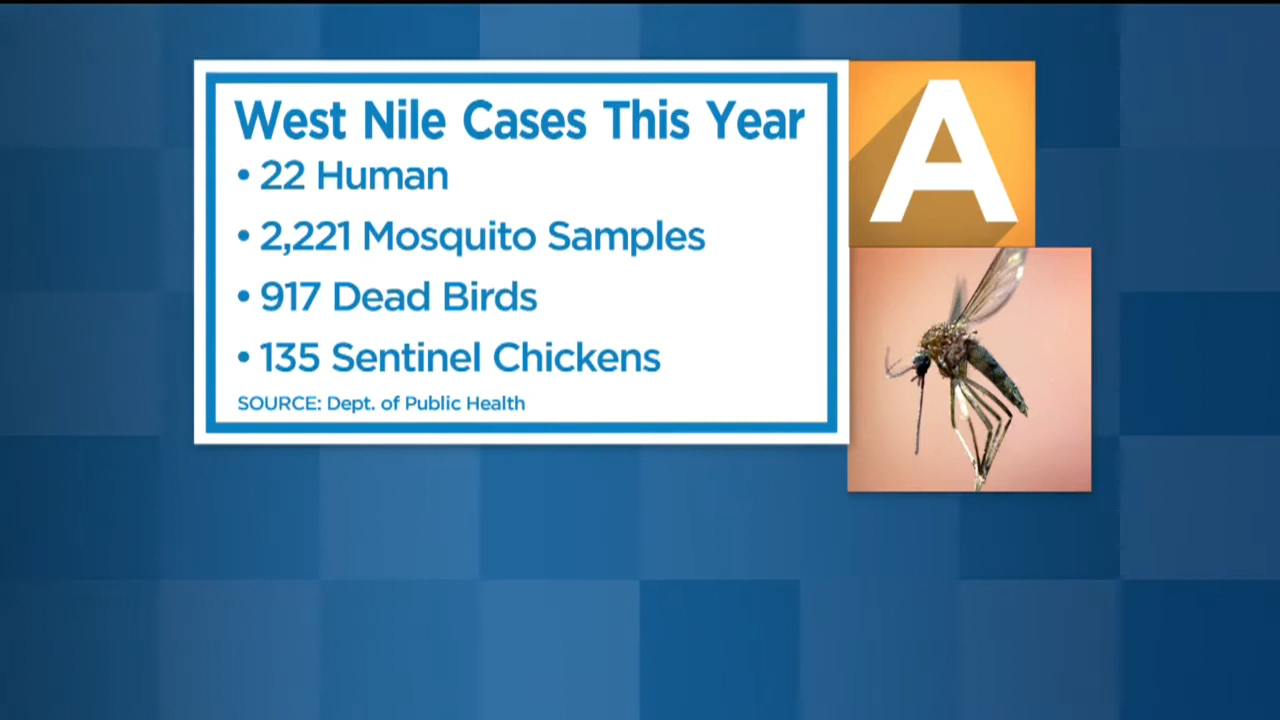 West Nile Cases This Year
• 22 Human
• 2,221 Mosquito Samples
• 917 Dead Birds
• 135 Sentinel Chickens
SOURCE: Dept. of Public Health
A